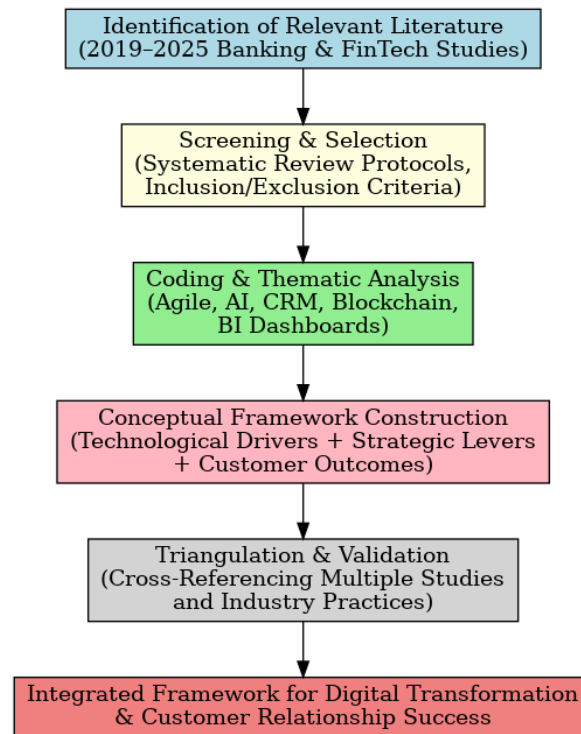 Identification of Relevant Literature
(2019–2025 Banking & FinTech Studies)
Screening & Selection
(Systematic Review Protocols,
Inclusion/Exclusion Criteria)
Coding & Thematic Analysis
(Agile, AI, CRM, Blockchain,
BI Dashboards)
Conceptual Framework Construction
(Technological Drivers + Strategic Levers
+ Customer Outcomes)
Triangulation & Validation
(Cross-Referencing Multiple Studies
and Industry Practices)
Integrated Framework for Digital Transformation
& Customer Relationship Success